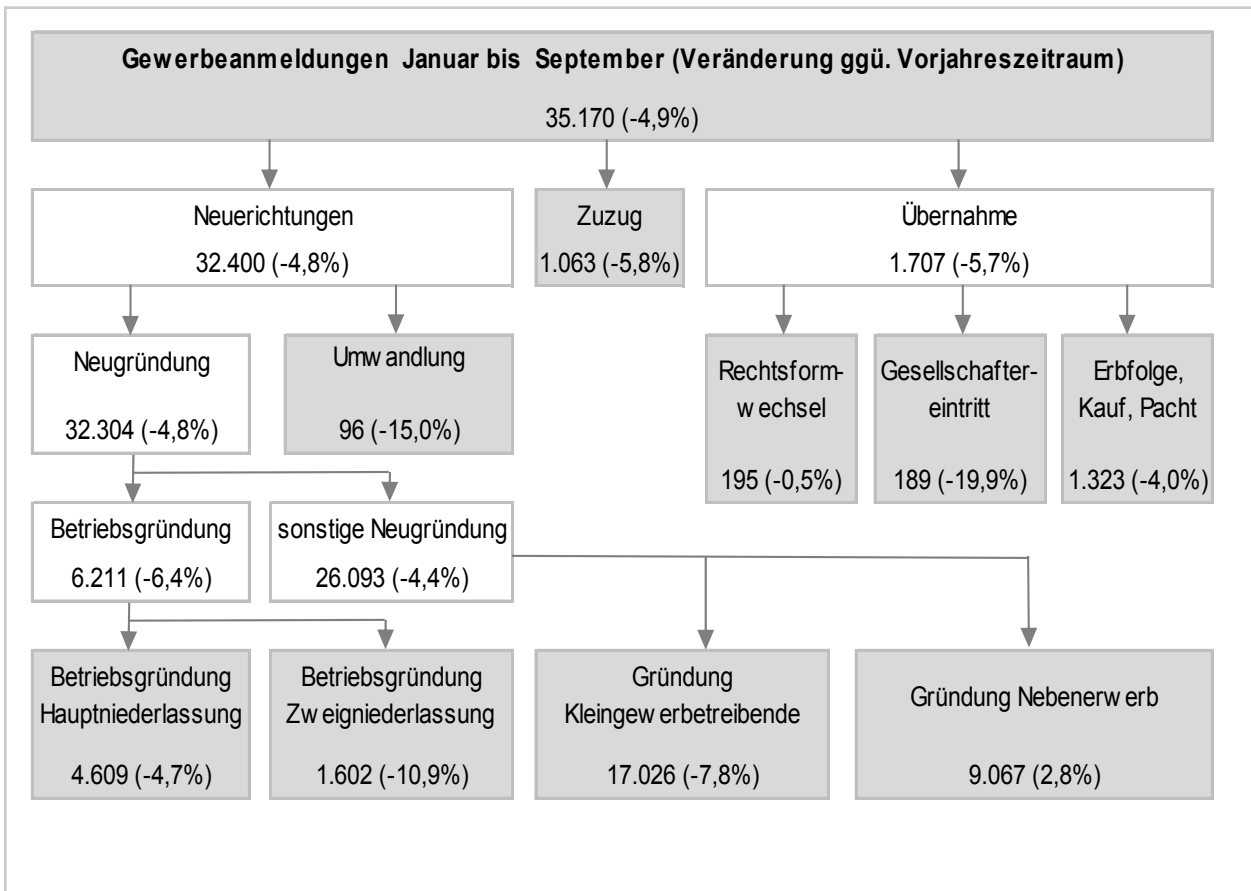 Gewerbeanmeldungen Januar bis September (Veränderung ggü. Vorjahreszeitraum)
35.170 (-4,9%)
Neuerichtungen
32.400 (-4,8%)
Zuzug
1.063 (-5,8%)
Übernahme
1.707 (-5,7%)
Neugründung
32.304 (-4,8%)
Umwandlung
96 (-15,0%)
Rechtsform-
wechsel
195 (-0,5%)
Gesellschafter-
eintritt
189 (-19,9%)
Erbfolge,
Kauf, Pacht
1.323 (-4,0%)
Betriebsgründung
6.211 (-6,4%)
sonstige Neugründung
26.093 (-4,4%)
Betriebsgründung
Hauptniederlassung
4.609 (-4,7%)
Betriebsgründung
Zweigniederlassung
1.602 (-10,9%)
Gründung
Kleingewerbetreibende
17.026 (-7,8%)
Gründung Nebenerwerb
9.067 (2,8%)